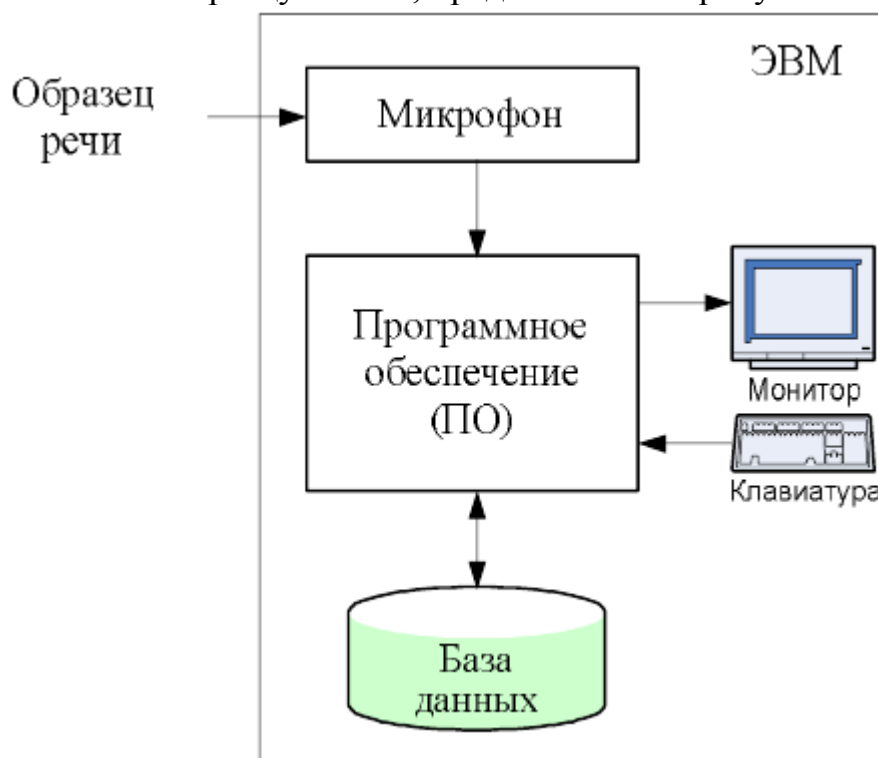 ЭВМ
Образец
речи
Микрофон
Программное
обеспечение
(ПО)
Монитор
Клавиатура
База
данных